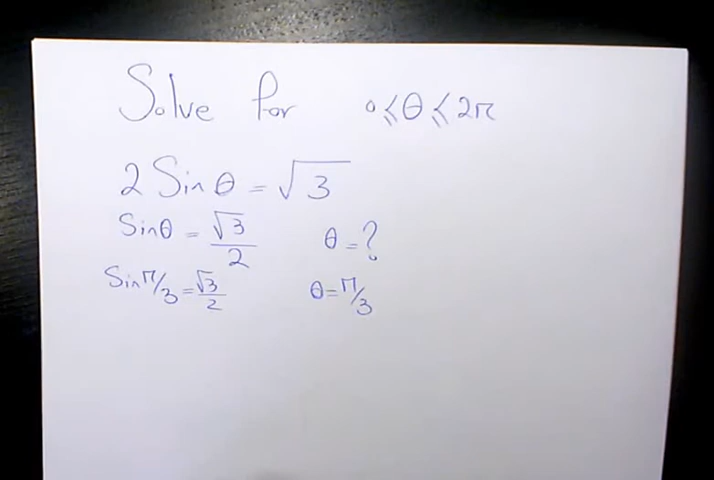 Solve for 0≤θ≤2π
2 Sin θ = √3
Sinθ = √3/2 θ = ?
Sin π/3 = √3/2 θ = π/3